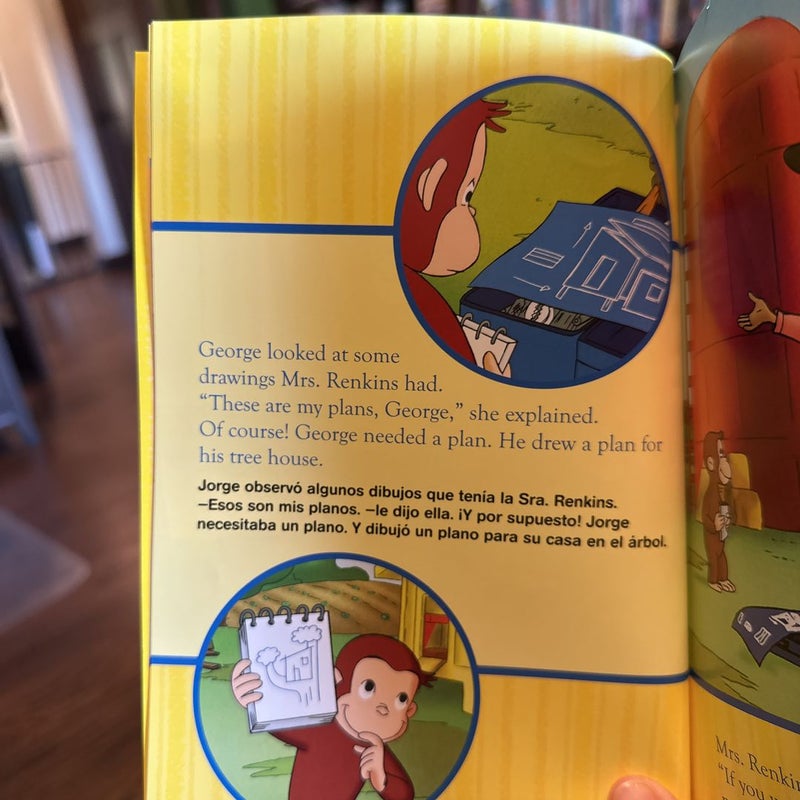 George looked at some
drawings Mrs. Renkins had.
“These are my plans, George,” she explained.
Of course! George needed a plan. He drew a plan for
his tree house.
Jorge observó algunos dibujos que tenía la Sra. Renkins.
–Esos son mis planos. –le dijo ella. ¡Y por supuesto! Jorge
necesitaba un plano. Y dibujó un plano para su casa en el árbol.
Mrs. Renkin
“If you